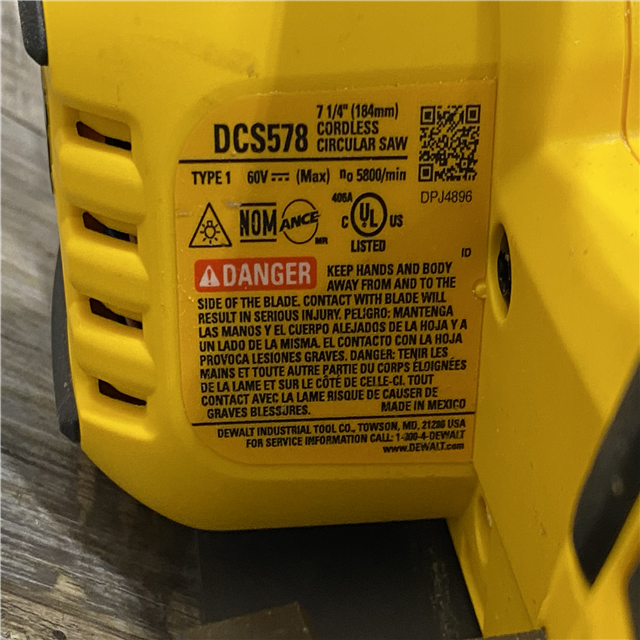 DCS578 7 1/4" (184mm)
CORDLESS
CIRCULAR SAW
TYPE 1 60V (Max) no 5800/min
DPJ4896
406A
NOM ANCE MR C UL US
LISTED
ID
DANGER KEEP HANDS AND BODY
AWAY FROM AND TO THE
SIDE OF THE BLADE. CONTACT WITH BLADE WILL
RESULT IN SERIOUS INJURY. PELIGRO: MANTENGA
LAS MANOS Y EL CUERPO ALEJADOS DE LA HOJA Y A
UN LADO DE LA MISMA. EL CONTACTO CON LA HOJA
PROVOCA LESIONES GRAVES. DANGER: TENIR LES
MAINS ET TOUTE AUTRE PARTIE DU CORPS ÉLOIGNÉES
DE LA LAME ET SUR LE CÔTÉ DE CELLE-CI. TOUT
CONTACT AVEC LA LAME RISQUE DE CAUSER DE
GRAVES BLESSURES. MADE IN MEXICO
DEWALT INDUSTRIAL TOOL CO., TOWSON, MD, 21286 USA
FOR SERVICE INFORMATION CALL: 1-800-4-DEWALT
www.DEWALT.com